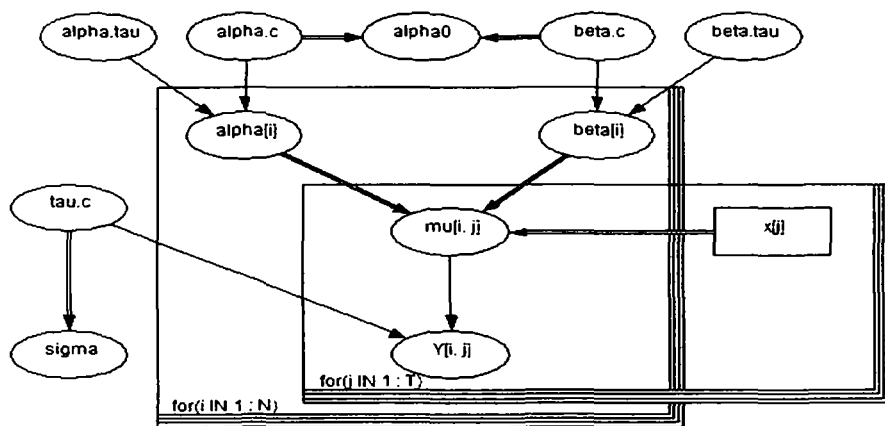 alpha.tau
alpha.c
alpha0
beta.c
beta.tau
alpha[i]
beta[i]
tau.c
mu[i, j]
x[j]
sigma
Y[i, j]
for(j IN 1 : T)
for(i IN 1 : N)